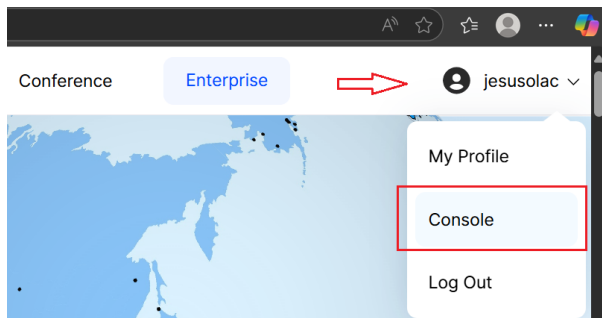 Conference
Enterprise
jesusolac
My Profile
Console
Log Out